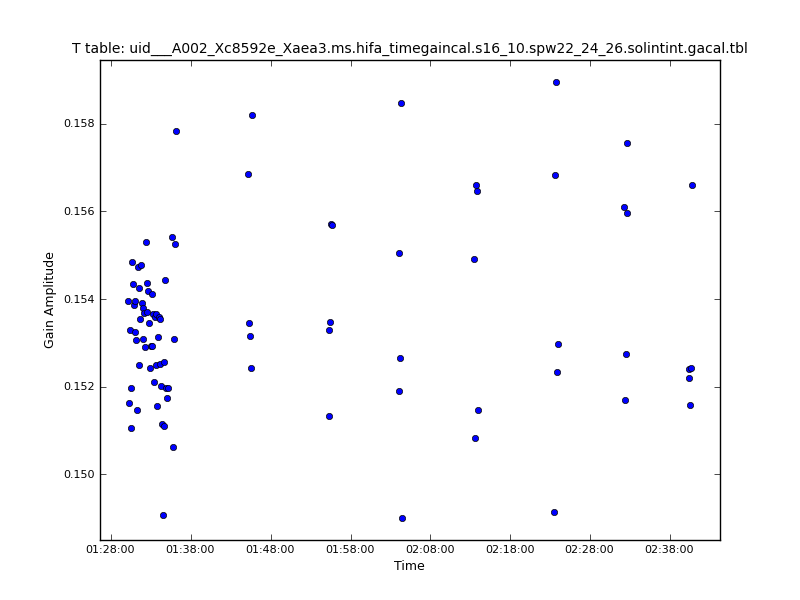 T table: uid___A002_Xc8592e_Xaea3.ms.hifa_timegaincal.s16_10.spw22_24_26.solintint.gacal.tbl
0.158
0.156
0.154
0.152
0.150
Gain Amplitude
01:28:00 01:38:00 01:48:00 01:58:00 02:08:00 02:18:00 02:28:00 02:38:00
Time